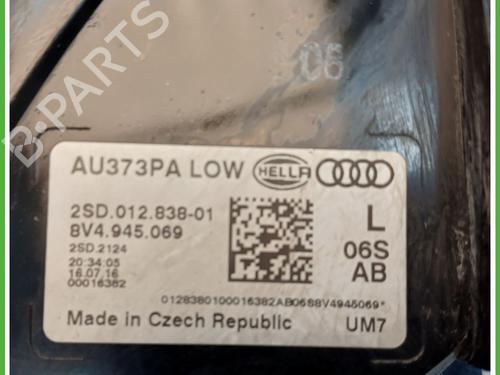 06
B-PARTS
AU373PA LOW HELLA
2SD.012.838-01 L
8V4.945.069
2SD.2124 06S
20:34:05 AB
16.07.16
00016382
0128380100016382AB06S8V4945069*
Made in Czech Republic UM7